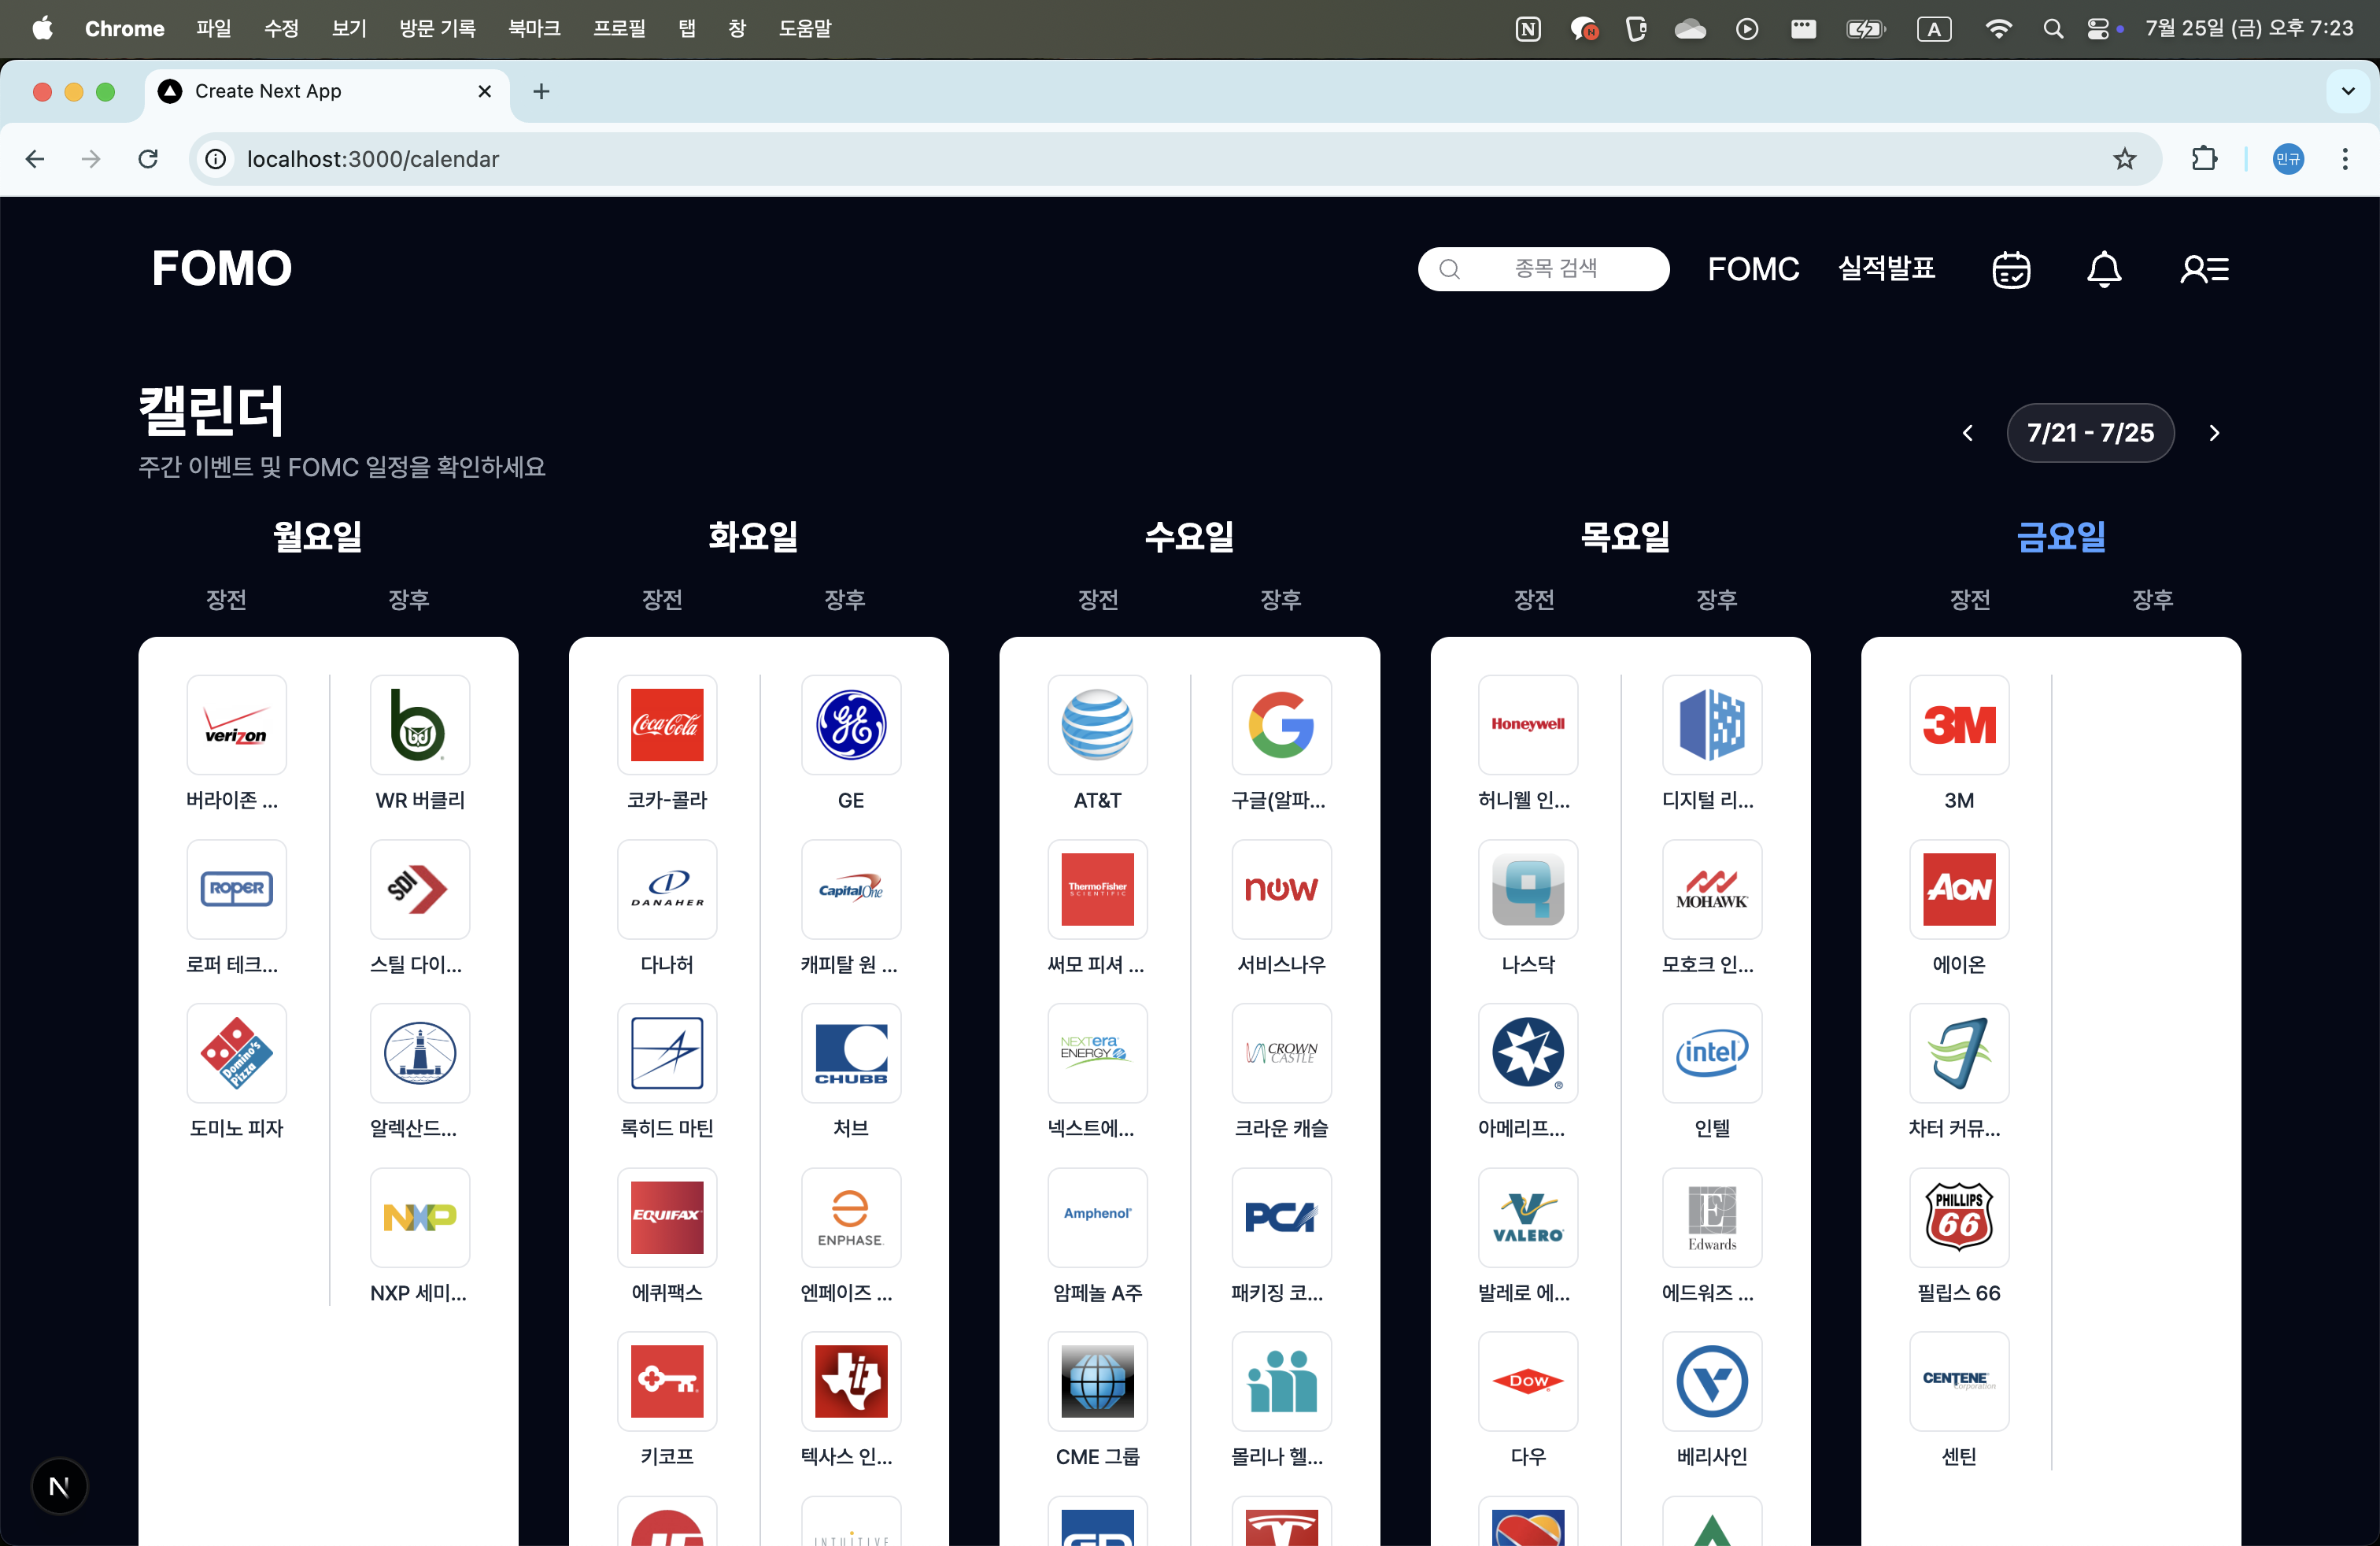 Chrome 파일 수정 보기 방문 기록 북마크 프로필 탭 창 도움말 A 7월 25일 (금) 오후 7:23
Create Next App
localhost:3000/calendar 민규
FOMO 종목 검색 FOMC 실적발표
캘린더
7/21 - 7/25
주간 이벤트 및 FOMC 일정을 확인하세요
월요일 화요일 수요일 목요일 금요일
장전 장후 장전 장후 장전 장후 장전 장후 장전 장후
verizon b Coca-Cola GE G Honeywell 3M
버라이존 ... WR 버클리 코카-콜라 GE AT&T 구글(알파... 허니웰 인... 디지털 리... 3M
ROPER SDI DANAHER CapitalOne ThermoFisher SCIENTIFIC now MOHAWK AON
로퍼 테크... 스틸 다이... 다나허 캐피탈 원 ... 써모 피셔 ... 서비스나우 나스닥 모호크 인... 에이온
Domino's Pizza CHUBB NEXTera ENERGY CROWN CASTLE intel
도미노 피자 알렉산드... 록히드 마틴 처브 넥스트에... 크라운 캐슬 아메리프... 인텔 차터 커뮤...
NXP EQUIFAX ENPHASE Amphenol PCA VALERO E Edwards PHILLIPS 66
NXP 세미... 에퀴팩스 엔페이즈 ... 암페놀 A주 패키징 코... 발레로 에... 에드워즈 ... 필립스 66
DOW CENTENE Corporation
키코프 텍사스 인... CME 그룹 몰리나 헬... 다우 베리사인 센틴
N INTUITIVE